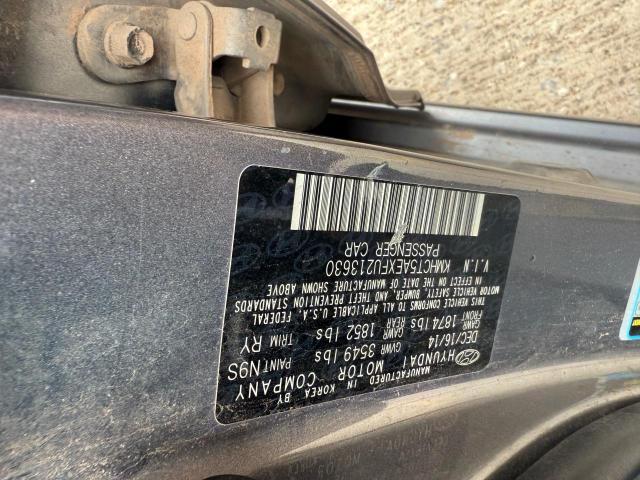 MANUFACTURED IN KOREA BY
HYUNDAI MOTOR COMPANY
DEC/16/14 GVWR 3549 lbs PAINT N9S
GAWR FRONT 1874 lbs GAWR REAR 1852 lbs TRIM RY
THIS VEHICLE CONFORMS TO ALL APPLICABLE U.S.A. FEDERAL
MOTOR VEHICLE SAFETY, BUMPER, AND THEFT PREVENTION STANDARDS
IN EFFECT ON THE DATE OF MANUFACTURE SHOWN ABOVE
V.I.N KMHCT5AEXFU213630
PASSENGER CAR